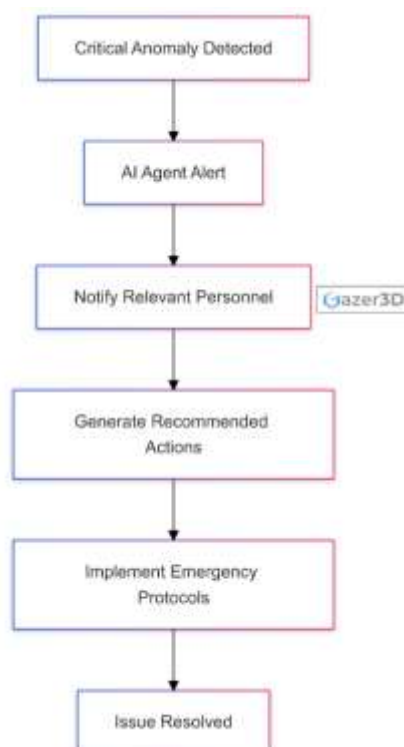 Critical Anomaly Detected
AI Agent Alert
Notify Relevant Personnel
Gazer3D
Generate Recommended
Actions
Implement Emergency
Protocols
Issue Resolved